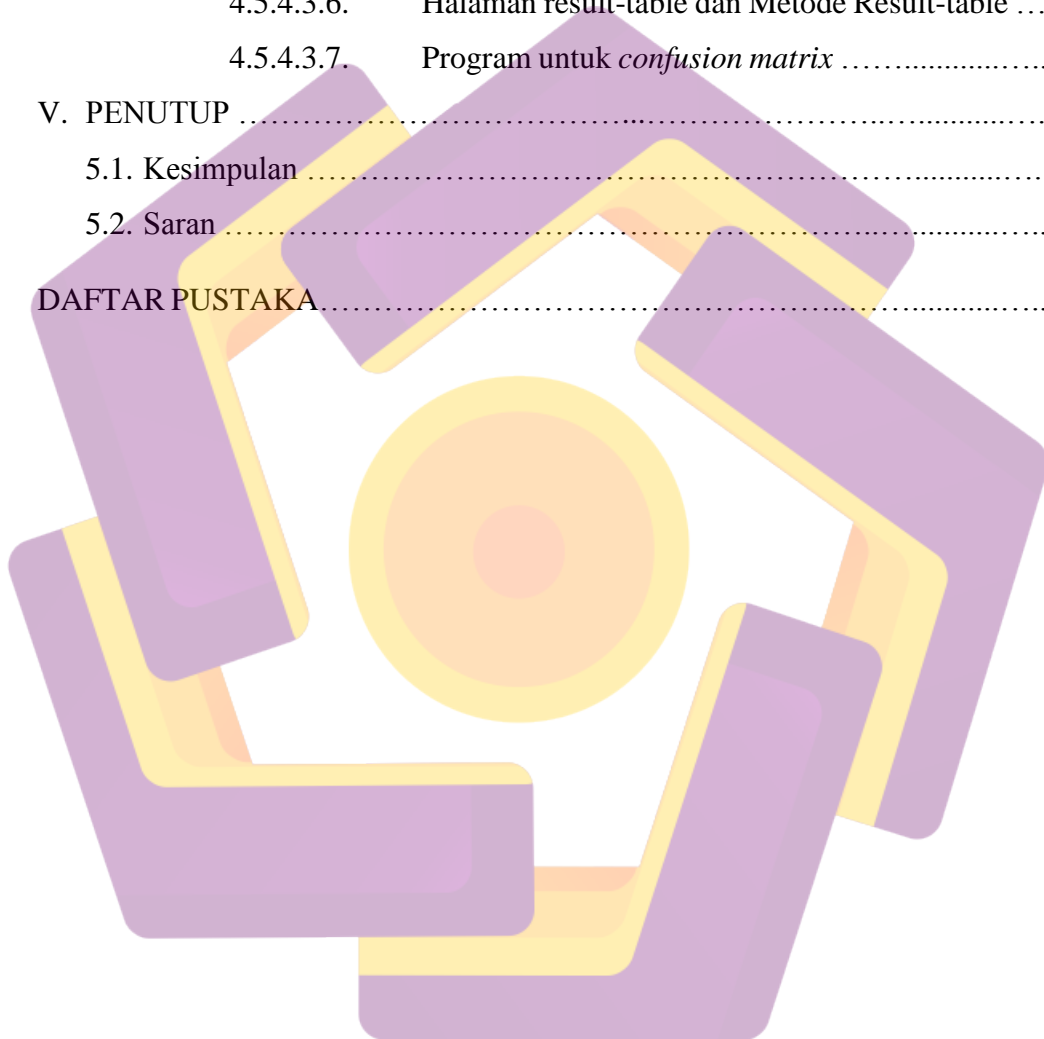 4.5.4.3.6. Halaman result-table dan Metode Result-table …
4.5.4.3.7. Program untuk confusion matrix ……............…...
V. PENUTUP ……………………………………...…………………..…...........…..
5.1. Kesimpulan ………………………………………………………...........….
5.2. Saran …………………………………………………………..…...........…..
DAFTAR PUSTAKA……………………………………………...……...........…...